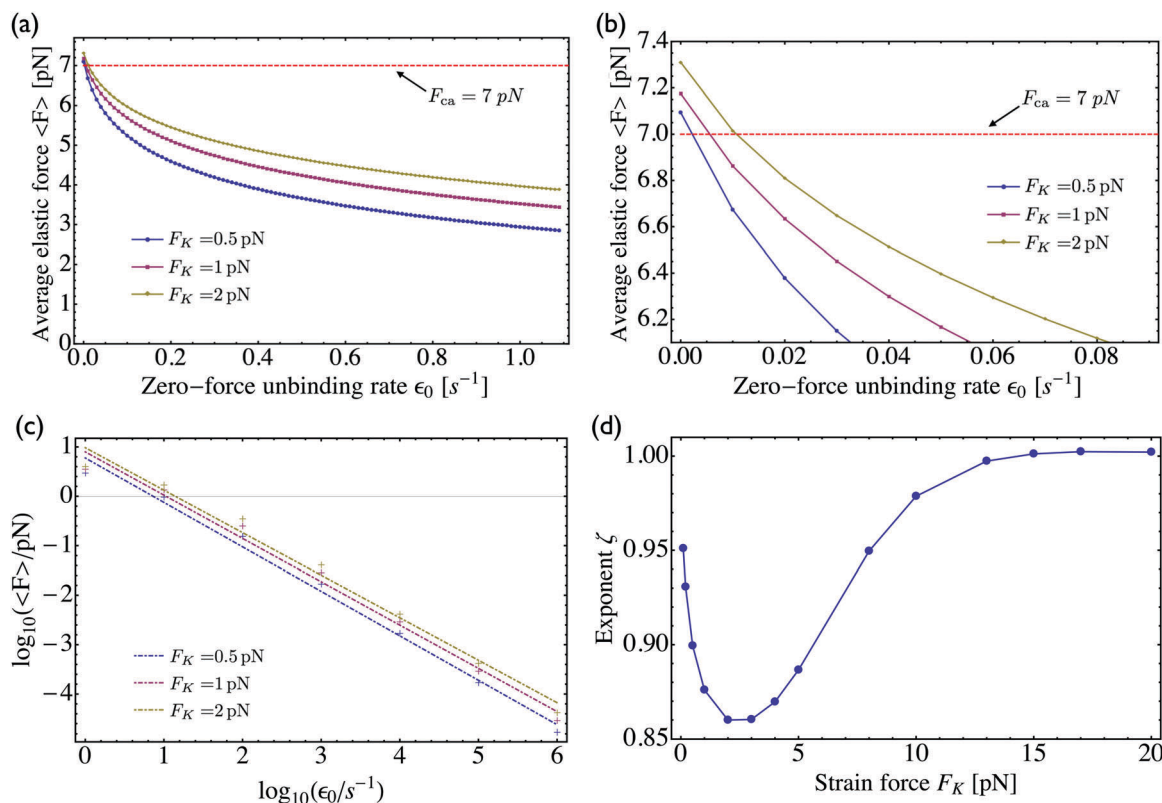 (a)
Average elastic force <F> [pN]
7
6
5
4
3
2
1
0
F_ca = 7 pN
F_K = 0.5 pN
F_K = 1 pN
F_K = 2 pN
0.0 0.2 0.4 0.6 0.8 1.0
Zero−force unbinding rate ϵ_0 [s^−1]
(b)
Average elastic force <F> [pN]
7.4
7.2
7.0
6.8
6.6
6.4
6.2
F_ca = 7 pN
F_K = 0.5 pN
F_K = 1 pN
F_K = 2 pN
0.00 0.02 0.04 0.06 0.08
Zero−force unbinding rate ϵ_0 [s^−1]
(c)
log_10(<F>/pN)
1
0
−1
−2
−3
−4
F_K = 0.5 pN
F_K = 1 pN
F_K = 2 pN
0 1 2 3 4 5 6
log_10(ϵ_0/s^−1)
(d)
Exponent ζ
1.00
0.95
0.90
0.85
0 5 10 15 20
Strain force F_K [pN]